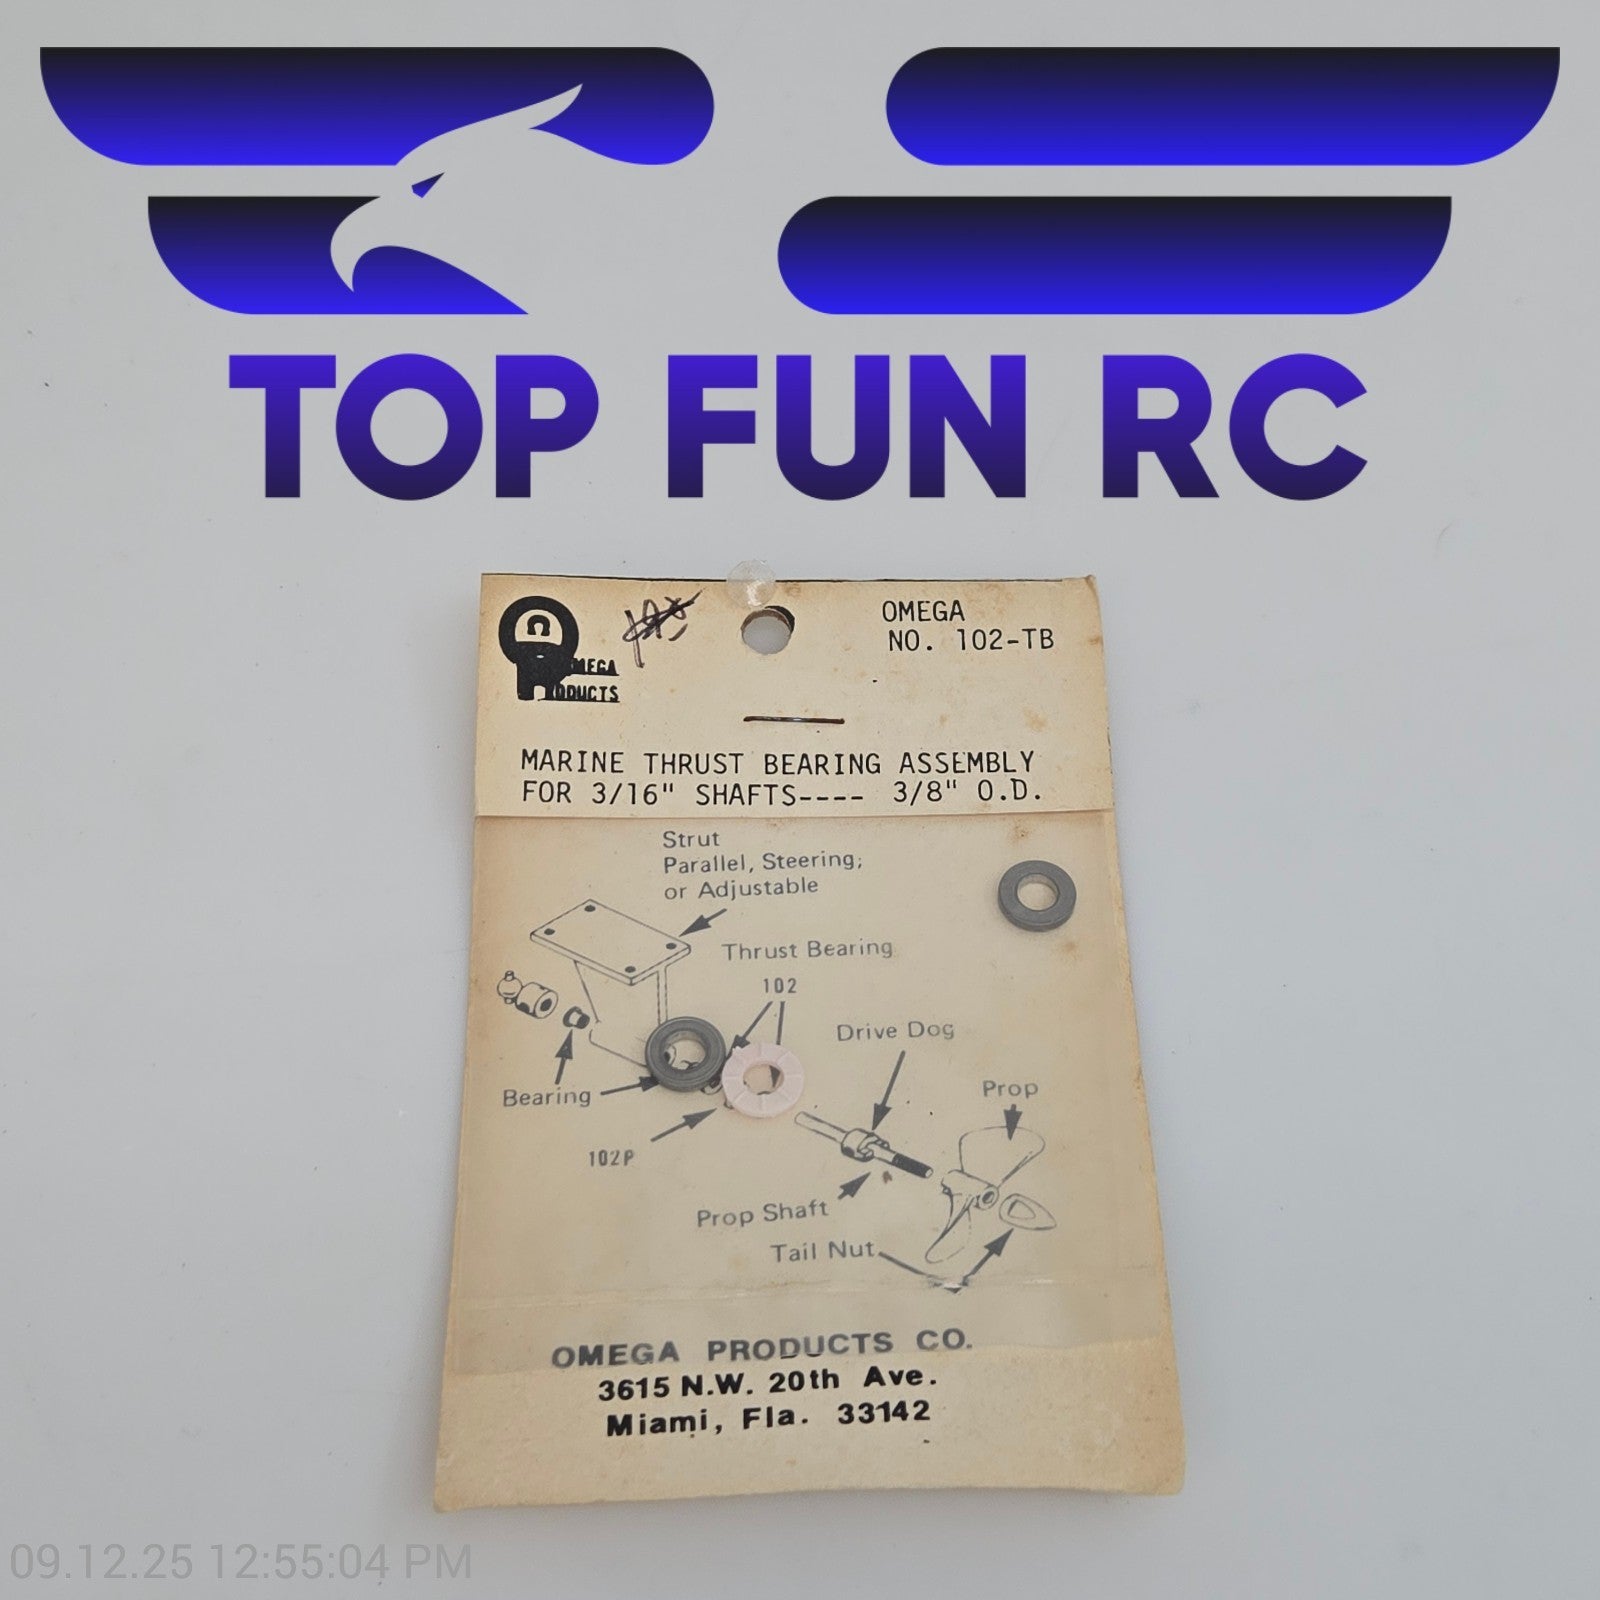 TOP FUN RC
OMEGA
NO. 102-TB
OMEGA
PRODUCTS
MARINE THRUST BEARING ASSEMBLY
FOR 3/16" SHAFTS---- 3/8" O.D.
Strut
Parallel, Steering;
or Adjustable
Thrust Bearing
102
Drive Dog
Prop
Bearing
102P
Prop Shaft
Tail Nut
OMEGA PRODUCTS CO.
3615 N.W. 20th Ave.
Miami, Fla. 33142
09.12.25 12:55:04 PM